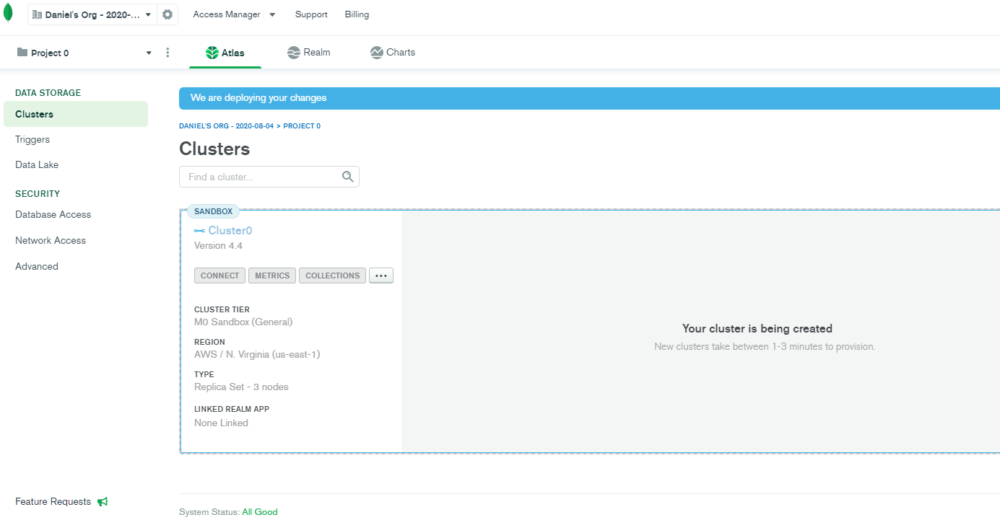 Daniel's Org - 2020-... Access Manager Support Billing
Project 0 Atlas Realm Charts
DATA STORAGE
Clusters
Triggers
Data Lake
SECURITY
Database Access
Network Access
Advanced
Feature Requests
We are deploying your changes
DANIEL'S ORG - 2020-08-04 > PROJECT 0
Clusters
Find a cluster...
SANDBOX
Cluster0
Version 4.4
CONNECT METRICS COLLECTIONS ...
CLUSTER TIER
M0 Sandbox (General)
REGION
AWS / N. Virginia (us-east-1)
TYPE
Replica Set - 3 nodes
LINKED REALM APP
None Linked
Your cluster is being created
New clusters take between 1-3 minutes to provision.
System Status: All Good